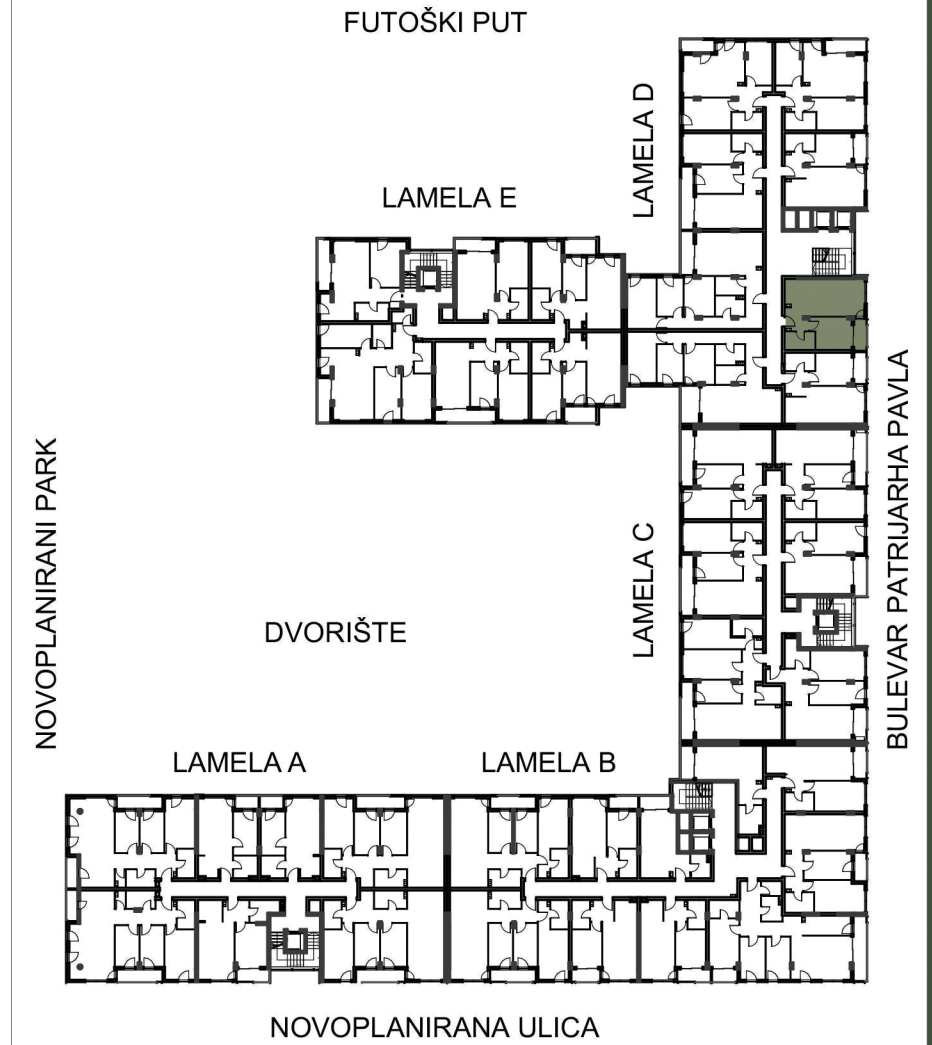 FUTOŠKI PUT
LAMELA D
LAMELA E
NOVOPLANIRANI PARK
BULEVAR PATRIJARHA PAVLA
LAMELA C
DVORIŠTE
LAMELA A
LAMELA B
NOVOPLANIRANA ULICA